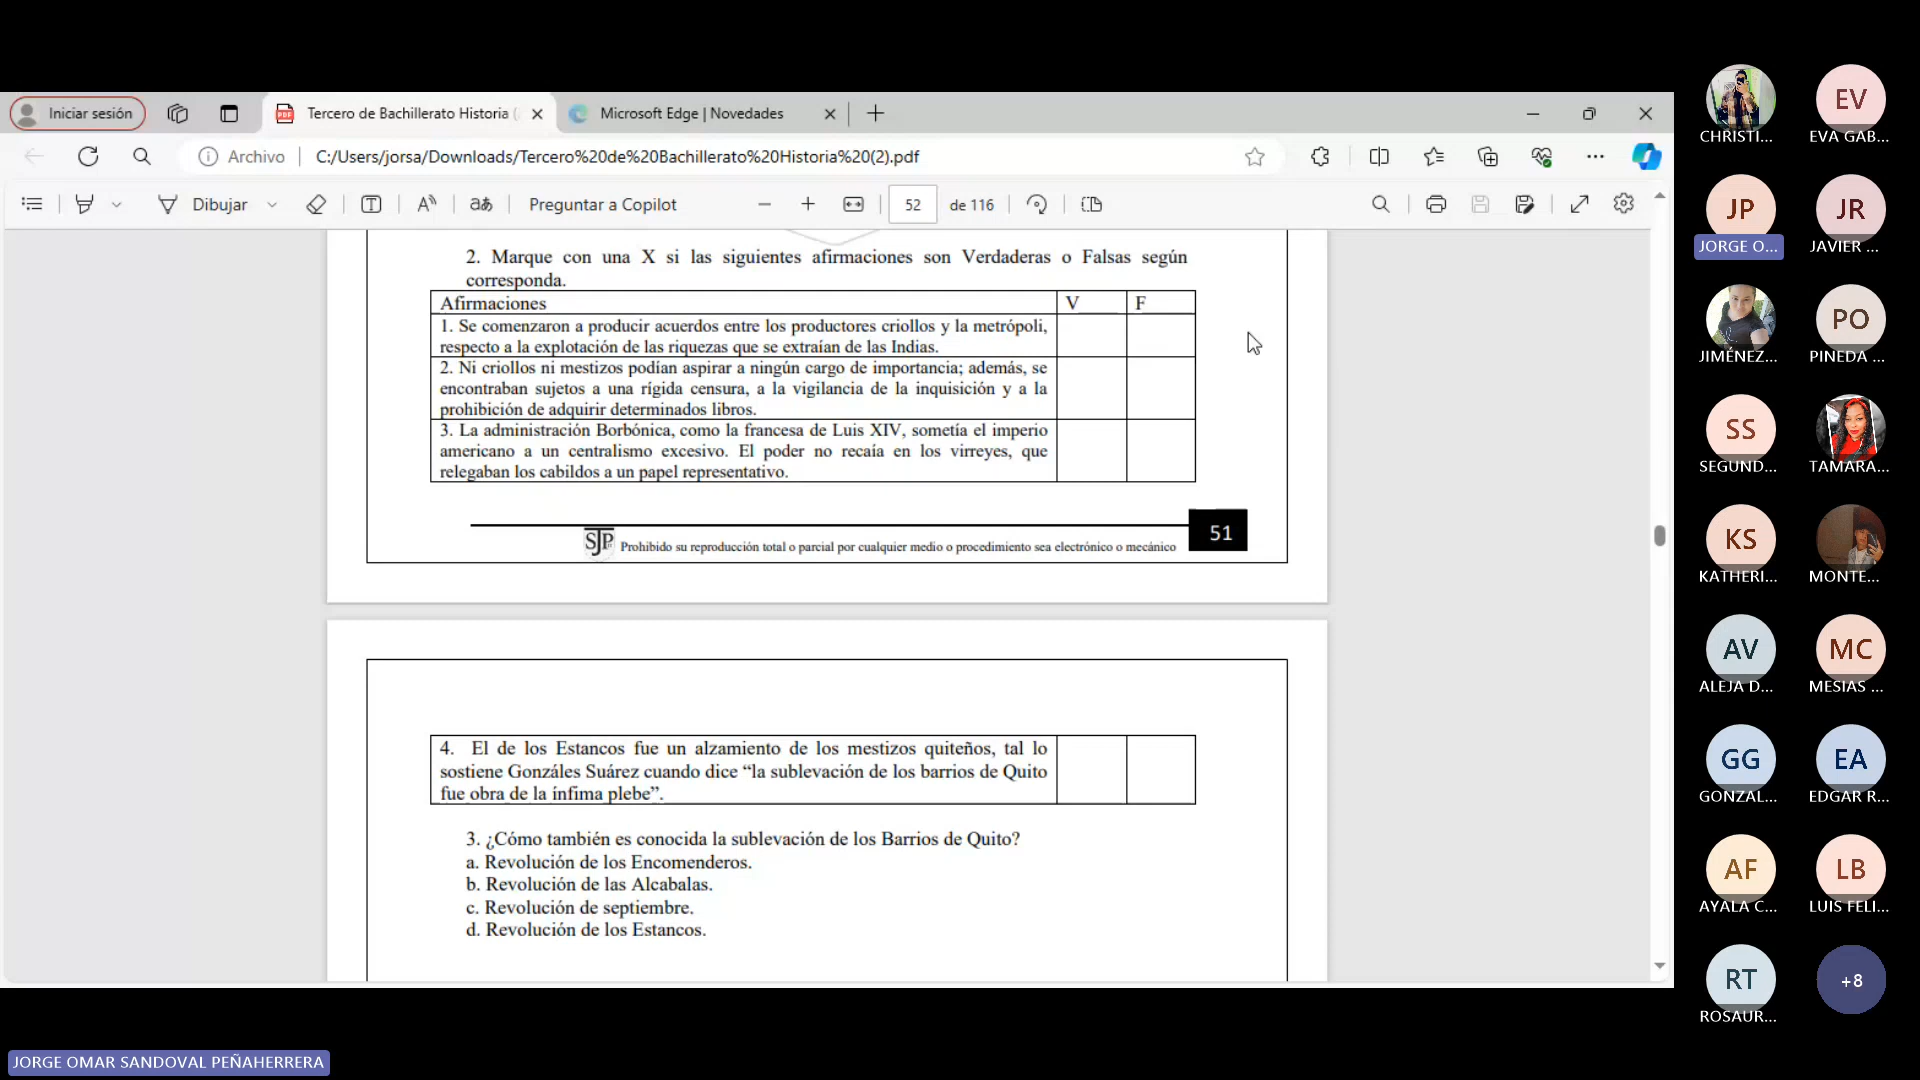 Iniciar sesión
Tercero de Bachillerato Historia (
Microsoft Edge | Novedades
Archivo
C:/Users/jorsa/Downloads/Tercero%20de%20Bachillerato%20Historia%20(2).pdf
Dibujar
aあ
Preguntar a Copilot
52
de 116
2. Marque con una X si las siguientes afirmaciones son Verdaderas o Falsas según
corresponda.
Afirmaciones V F
1. Se comenzaron a producir acuerdos entre los productores criollos y la metrópoli,
respecto a la explotación de las riquezas que se extraían de las Indias.
2. Ni criollos ni mestizos podían aspirar a ningún cargo de importancia; además, se
encontraban sujetos a una rígida censura, a la vigilancia de la inquisición y a la
prohibición de adquirir determinados libros.
3. La administración Borbónica, como la francesa de Luis XIV, sometía el imperio
americano a un centralismo excesivo. El poder no recaía en los virreyes, que
relegaban los cabildos a un papel representativo.
SJP
Prohibido su reproducción total o parcial por cualquier medio o procedimiento sea electrónico o mecánico
51
4. El de los Estancos fue un alzamiento de los mestizos quiteños, tal lo
sostiene Gonzáles Suárez cuando dice “la sublevación de los barrios de Quito
fue obra de la ínfima plebe”.
3. ¿Cómo también es conocida la sublevación de los Barrios de Quito?
a. Revolución de los Encomenderos.
b. Revolución de las Alcabalas.
c. Revolución de septiembre.
d. Revolución de los Estancos.
CHRISTI...
EV
EVA GAB...
JP
JORGE O...
JR
JAVIER ...
JIMÉNEZ...
PO
PINEDA ...
SS
SEGUND...
TAMARA...
KS
KATHERI...
MONTE...
AV
ALEJA D...
MC
MESIAS ...
GG
GONZAL...
EA
EDGAR R...
AF
AYALA C...
LB
LUIS FELI...
RT
ROSAUR...
+8
JORGE OMAR SANDOVAL PEÑAHERRERA